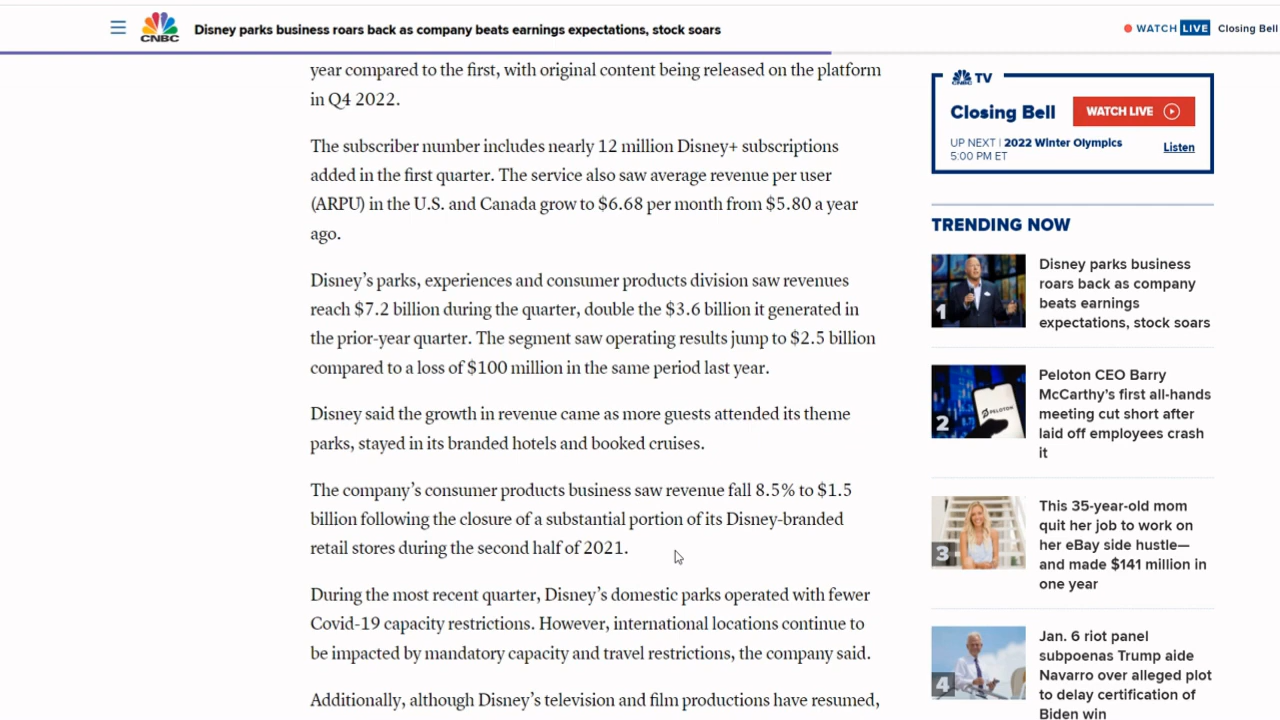 CNBC
Disney parks business roars back as company beats earnings expectations, stock soars
WATCH LIVE Closing Bell
year compared to the first, with original content being released on the platform
in Q4 2022.
The subscriber number includes nearly 12 million Disney+ subscriptions
added in the first quarter. The service also saw average revenue per user
(ARPU) in the U.S. and Canada grow to $6.68 per month from $5.80 a year
ago.
Disney’s parks, experiences and consumer products division saw revenues
reach $7.2 billion during the quarter, double the $3.6 billion it generated in
the prior-year quarter. The segment saw operating results jump to $2.5 billion
compared to a loss of $100 million in the same period last year.
Disney said the growth in revenue came as more guests attended its theme
parks, stayed in its branded hotels and booked cruises.
The company’s consumer products business saw revenue fall 8.5% to $1.5
billion following the closure of a substantial portion of its Disney-branded
retail stores during the second half of 2021.
During the most recent quarter, Disney’s domestic parks operated with fewer
Covid-19 capacity restrictions. However, international locations continue to
be impacted by mandatory capacity and travel restrictions, the company said.
Additionally, although Disney’s television and film productions have resumed,
CNBC TV
Closing Bell
WATCH LIVE
UP NEXT | 2022 Winter Olympics
5:00 PM ET
Listen
TRENDING NOW
1
Disney parks business
roars back as company
beats earnings
expectations, stock soars
2
PELOTON
Peloton CEO Barry
McCarthy’s first all-hands
meeting cut short after
laid off employees crash
it
3
This 35-year-old mom
quit her job to work on
her eBay side hustle—
and made $141 million in
one year
4
Jan. 6 riot panel
subpoenas Trump aide
Navarro over alleged plot
to delay certification of
Biden win